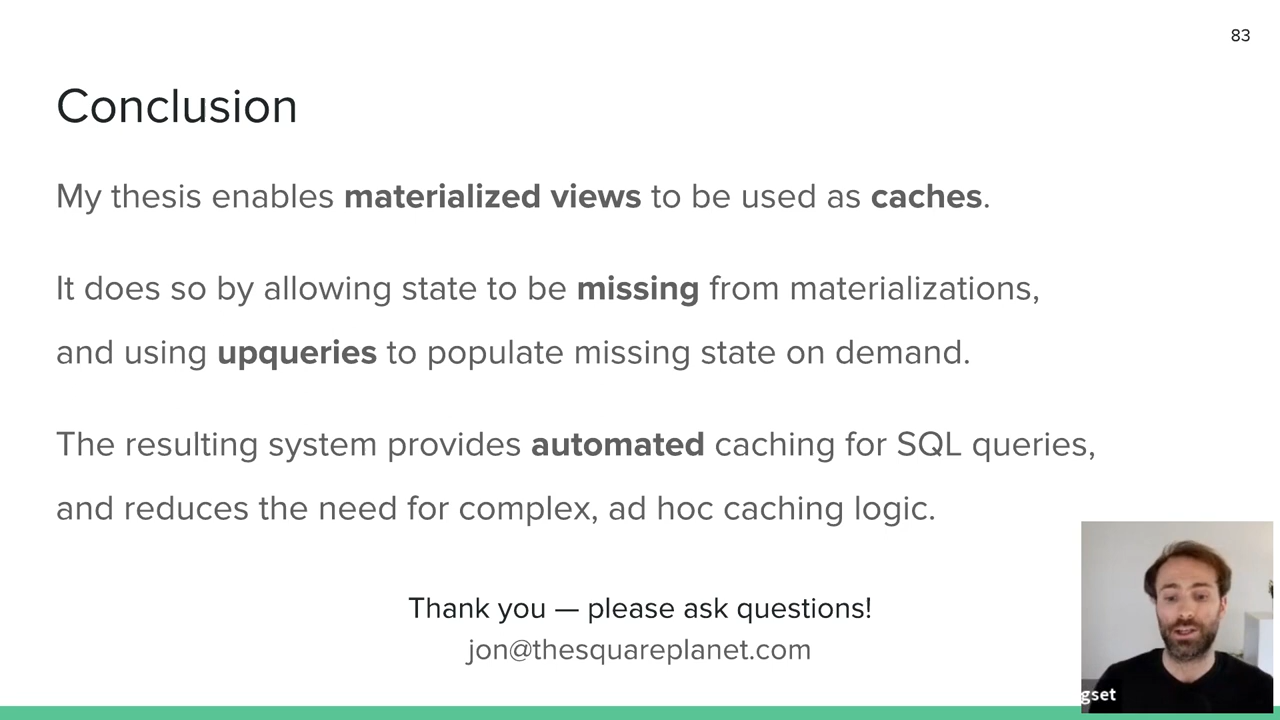 83
Conclusion
My thesis enables materialized views to be used as caches.
It does so by allowing state to be missing from materializations,
and using upqueries to populate missing state on demand.
The resulting system provides automated caching for SQL queries,
and reduces the need for complex, ad hoc caching logic.
Thank you — please ask questions!
jon@thesquareplanet.com
gset